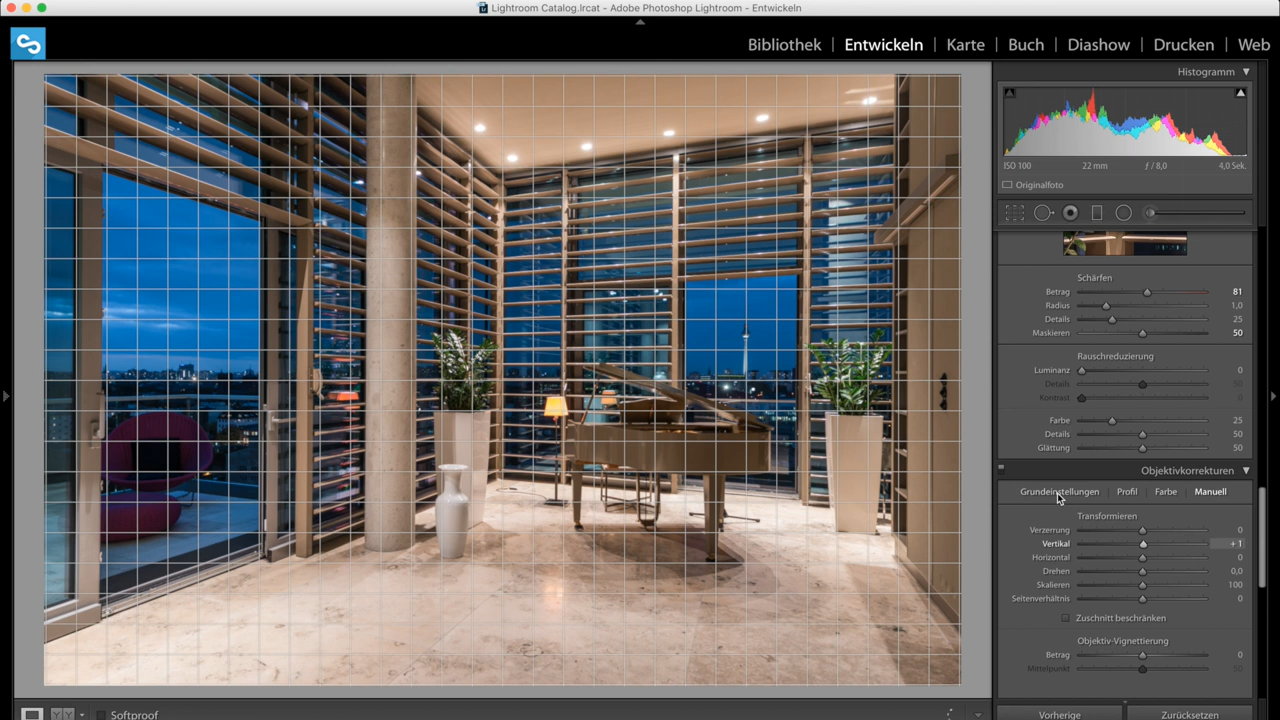 Lightroom Catalog.lrcat - Adobe Photoshop Lightroom - Entwickeln
Bibliothek | Entwickeln | Karte | Buch | Diashow | Drucken | Web
Histogramm
ISO 100 22 mm ƒ / 8,0 4,0 Sek.
Originalfoto
Schärfen
Betrag 81
Radius 1,0
Details 25
Maskieren 50
Rauschreduzierung
Luminanz 0
Details 50
Kontrast 0
Farbe 25
Details 50
Glättung 50
Objektivkorrekturen
Grundeinstellungen Profil Farbe Manuell
Transformieren
Verzerrung 0
Vertikal + 1
Horizontal 0
Drehen 0,0
Skalieren 100
Seitenverhältnis 0
Zuschnitt beschränken
Objektiv-Vignettierung
Betrag 0
Mittelpunkt 50
Softproof
Vorherige Zurücksetzen